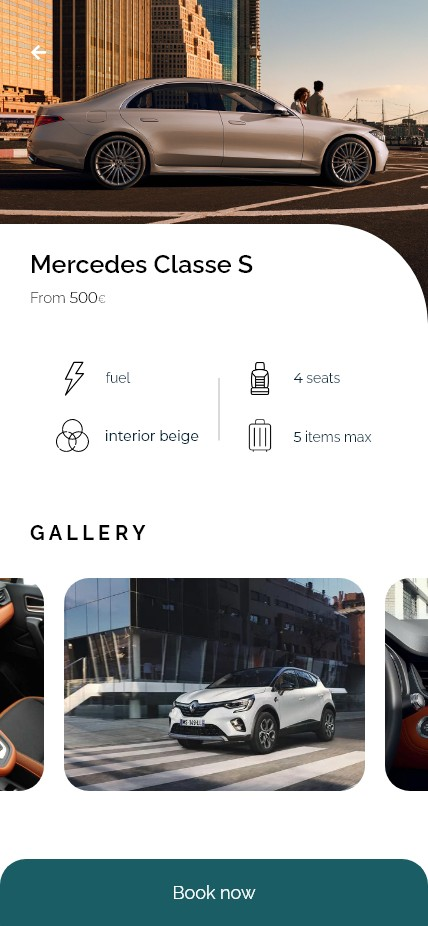 Mercedes Classe S
From 500€
fuel
4 seats
interior beige
5 items max
GALLERY
Book now